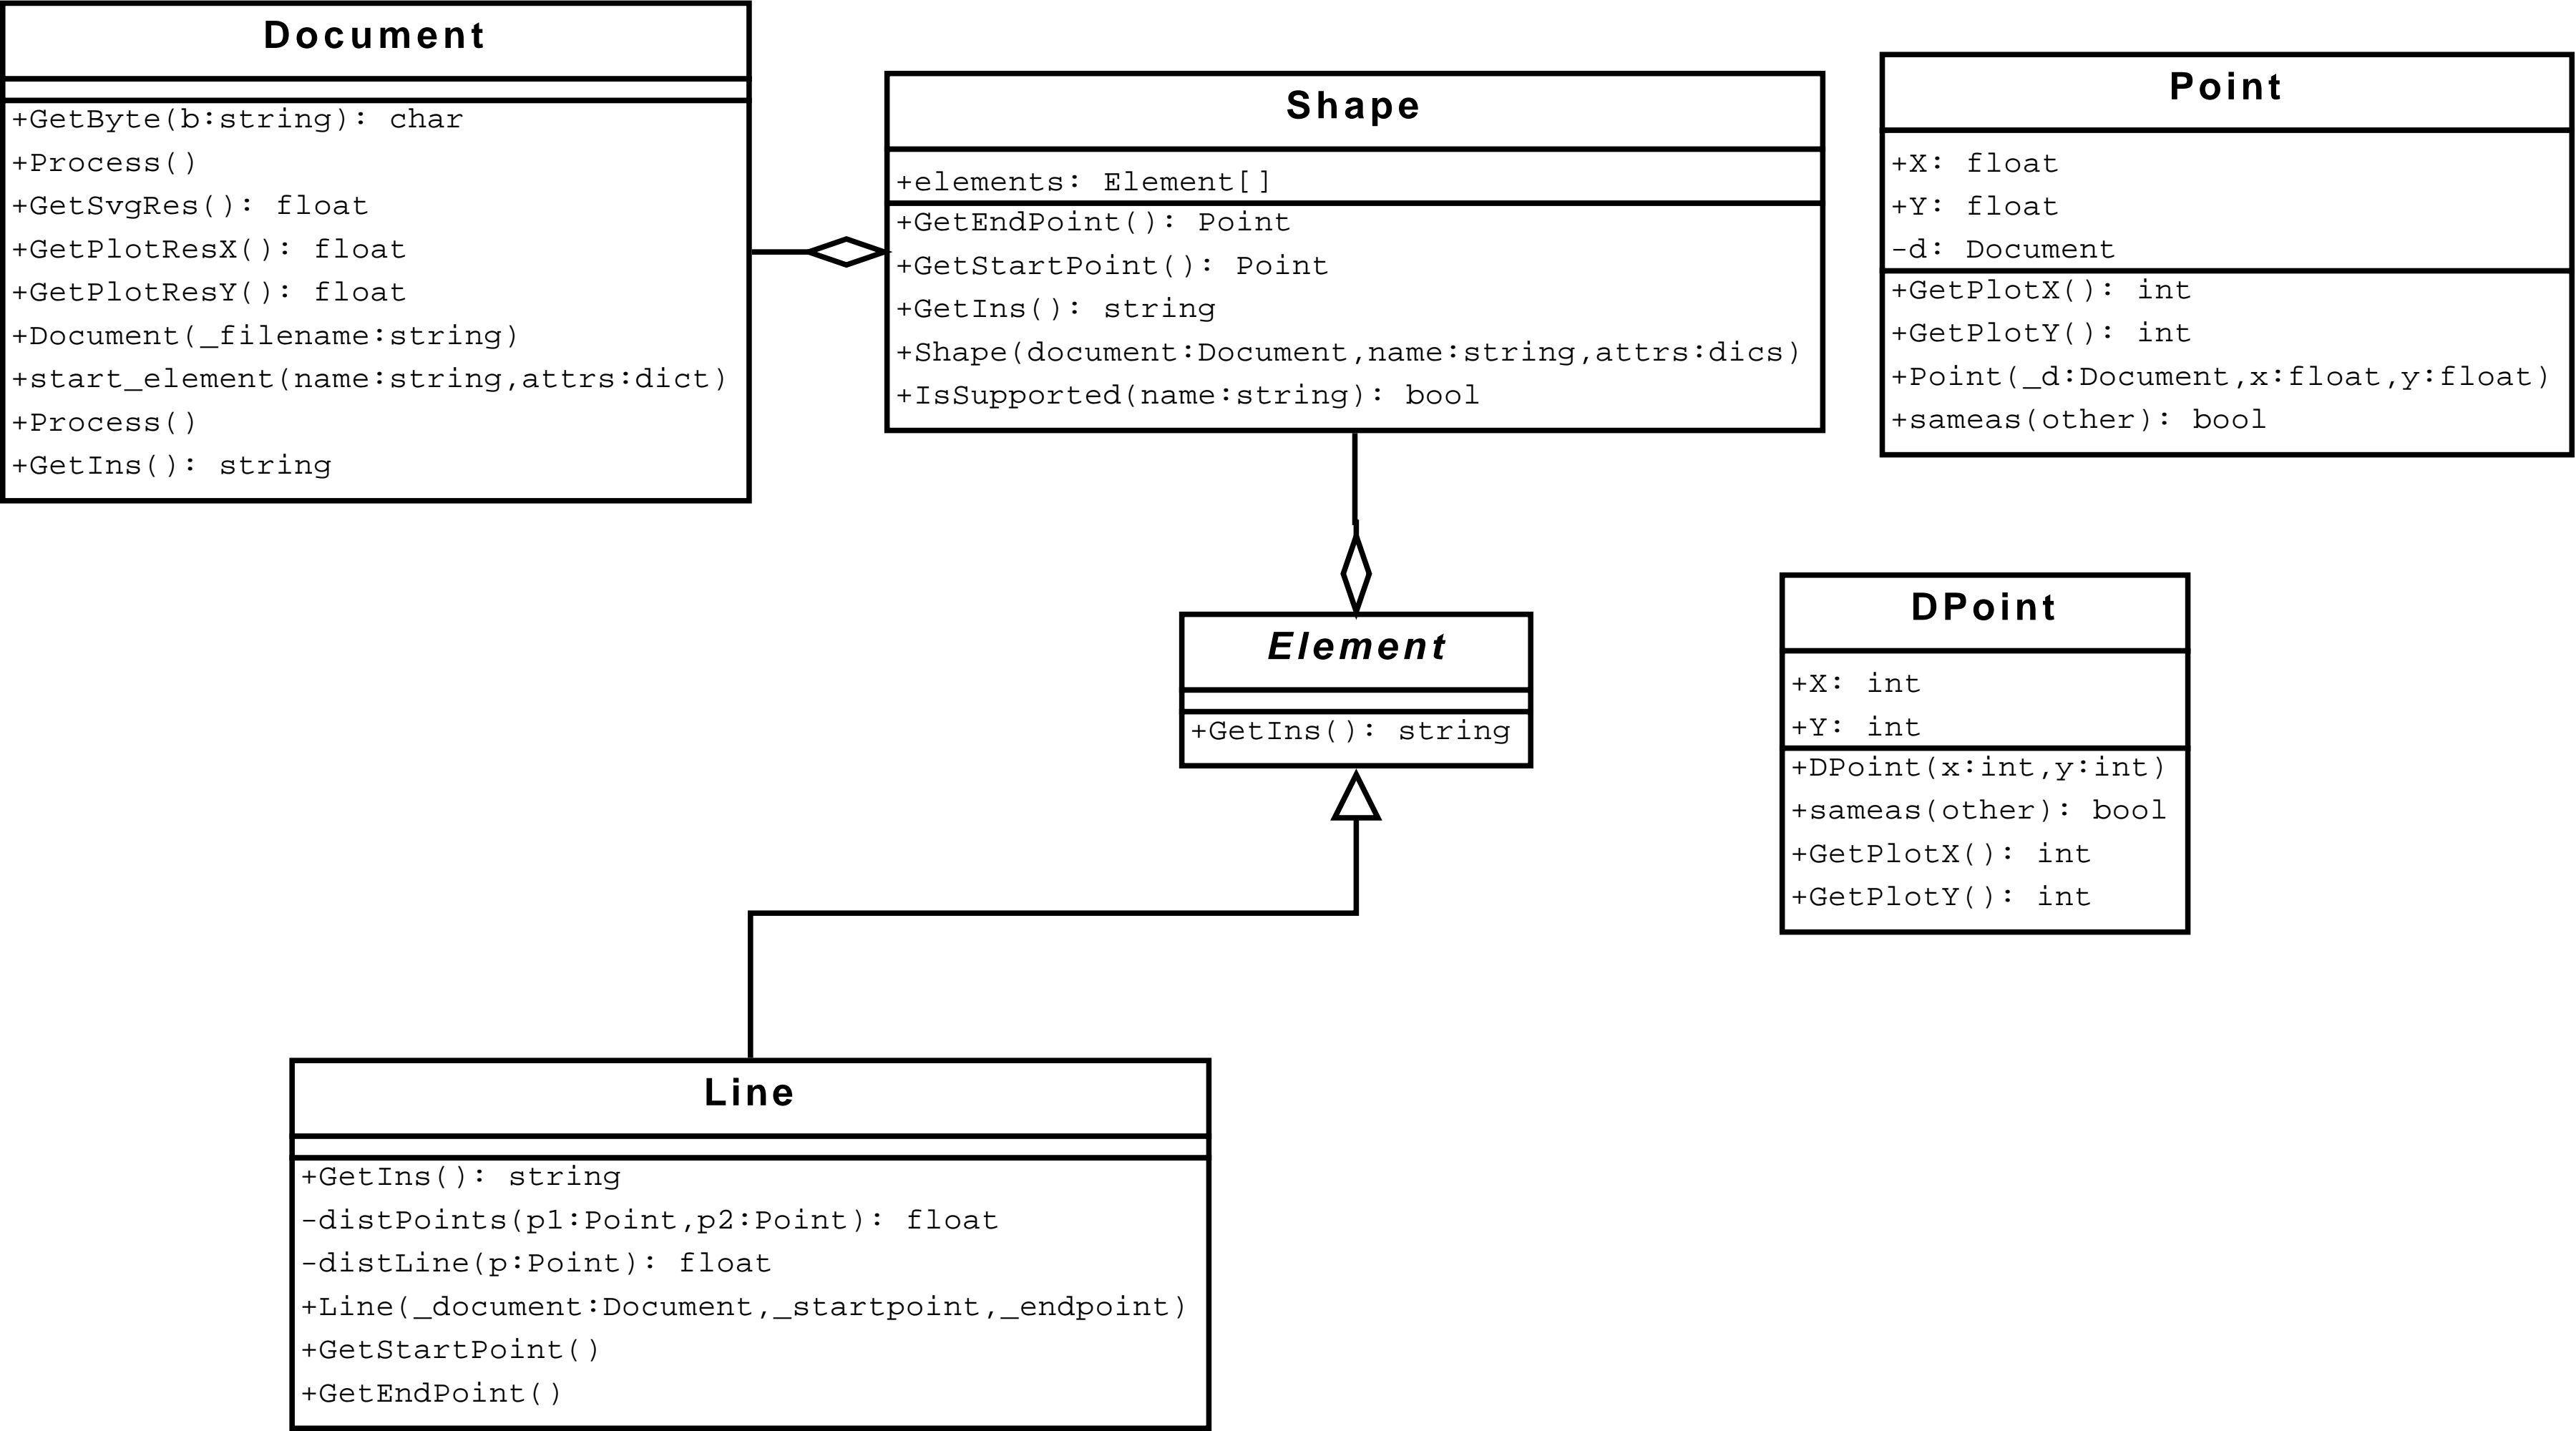 Document
+GetByte(b:string): char
+Process()
+GetSvgRes(): float
+GetPlotResX(): float
+GetPlotResY(): float
+Document(_filename:string)
+start_element(name:string,attrs:dict)
+Process()
+GetIns(): string
Shape
+elements: Element[]
+GetEndPoint(): Point
+GetStartPoint(): Point
+GetIns(): string
+Shape(document:Document,name:string,attrs:dics)
+IsSupported(name:string): bool
Point
+X: float
+Y: float
-d: Document
+GetPlotX(): int
+GetPlotY(): int
+Point(_d:Document,x:float,y:float)
+sameas(other): bool
Element
+GetIns(): string
DPoint
+X: int
+Y: int
+DPoint(x:int,y:int)
+sameas(other): bool
+GetPlotX(): int
+GetPlotY(): int
Line
+GetIns(): string
-distPoints(p1:Point,p2:Point): float
-distLine(p:Point): float
+Line(_document:Document,_startpoint,_endpoint)
+GetStartPoint()
+GetEndPoint()